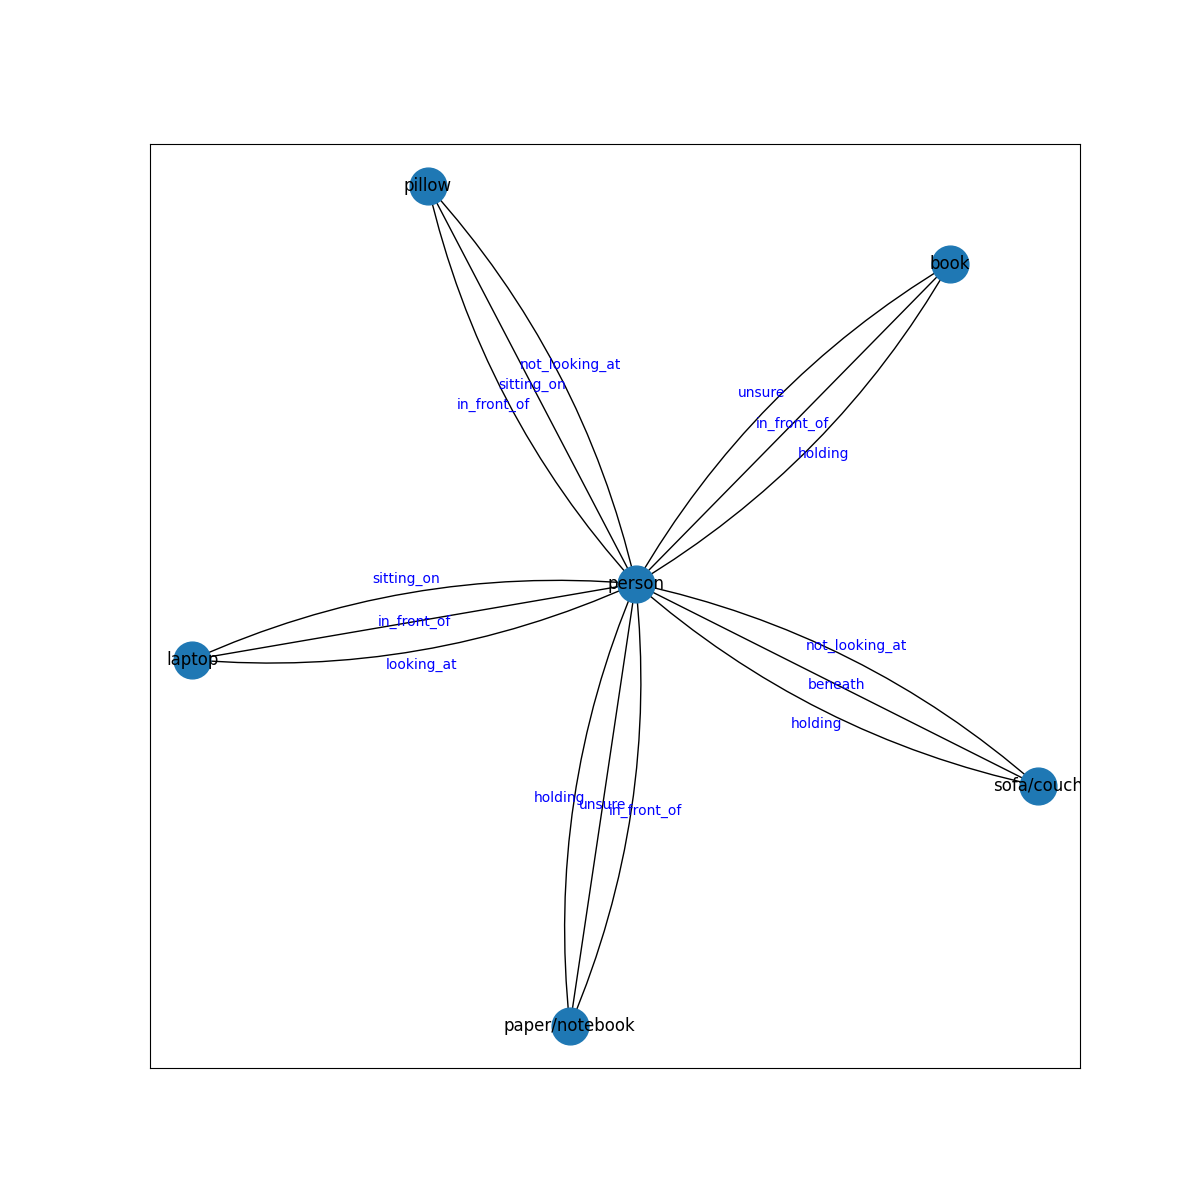 pillow
book
not_looking_at
sitting_on
in_front_of
unsure
in_front_of
holding
sitting_on
in_front_of
looking_at
person
not_looking_at
beneath
holding
laptop
sofa/couch
holding
unsure
in_front_of
paper/notebook